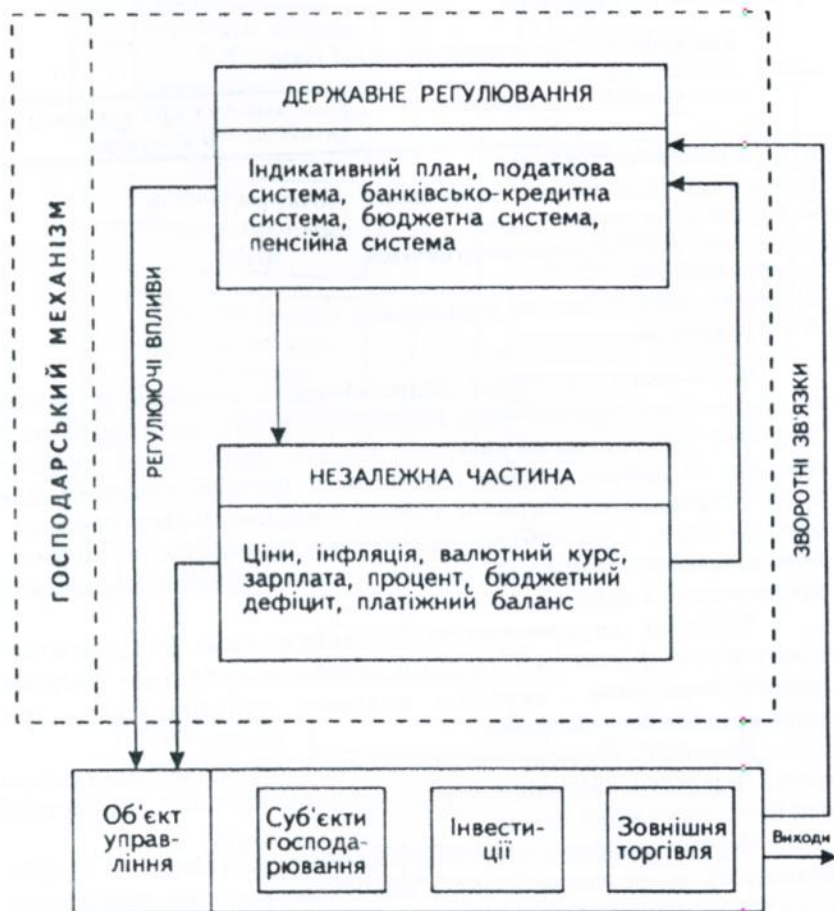 ГОСПОДАРСЬКИЙ МЕХАНІЗМ
ДЕРЖАВНЕ РЕГУЛЮВАННЯ
Індикативний план, податкова
система, банківсько-кредитна
система, бюджетна система,
пенсійна система
РЕГУЛЮЮЧІ ВПЛИВИ
НЕЗАЛЕЖНА ЧАСТИНА
Ціни, інфляція, валютний курс,
зарплата, процент, бюджетний
дефіцит, платіжний баланс
ЗВОРОТНІ ЗВ'ЯЗКИ
Об'єкт
управ-
ління
Суб'єкти
господа-
рювання
Інвести-
ції
Зовнішня
торгівля
Виходи